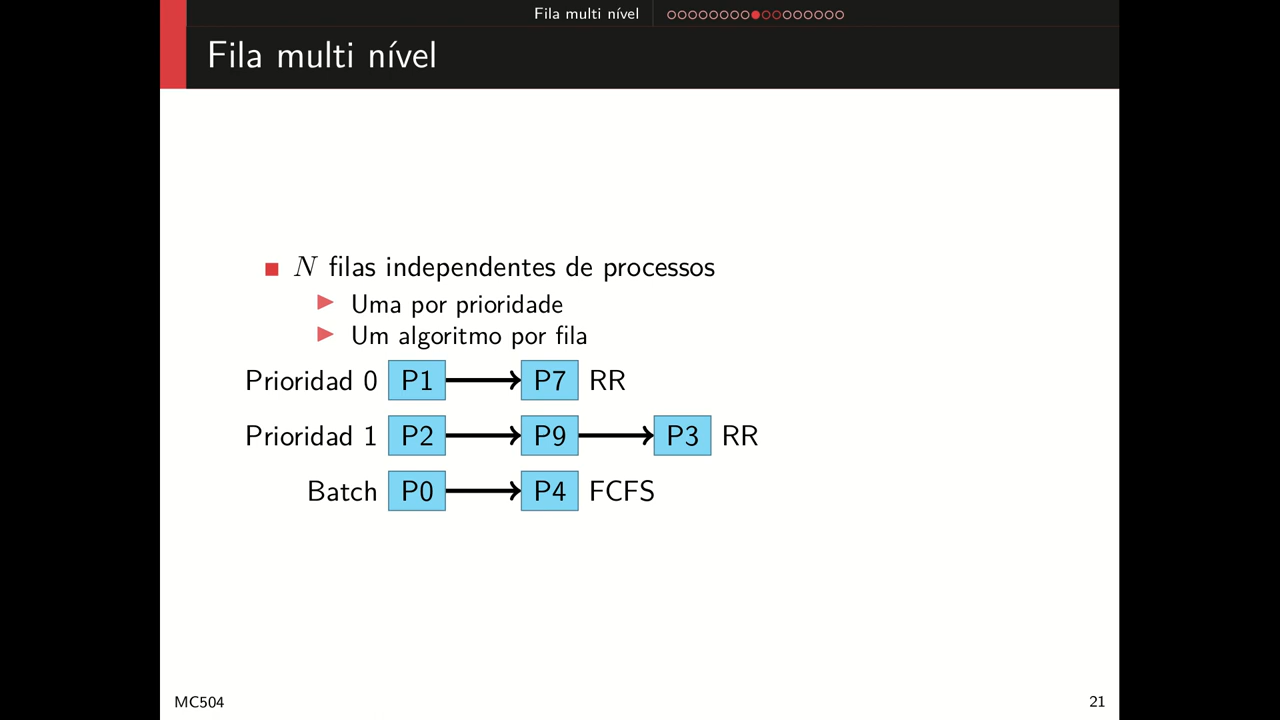 Fila multi nível
Fila multi nível
N filas independentes de processos
Uma por prioridade
Um algoritmo por fila
Prioridad 0 P1 P7 RR
Prioridad 1 P2 P9 P3 RR
Batch P0 P4 FCFS
MC504 21